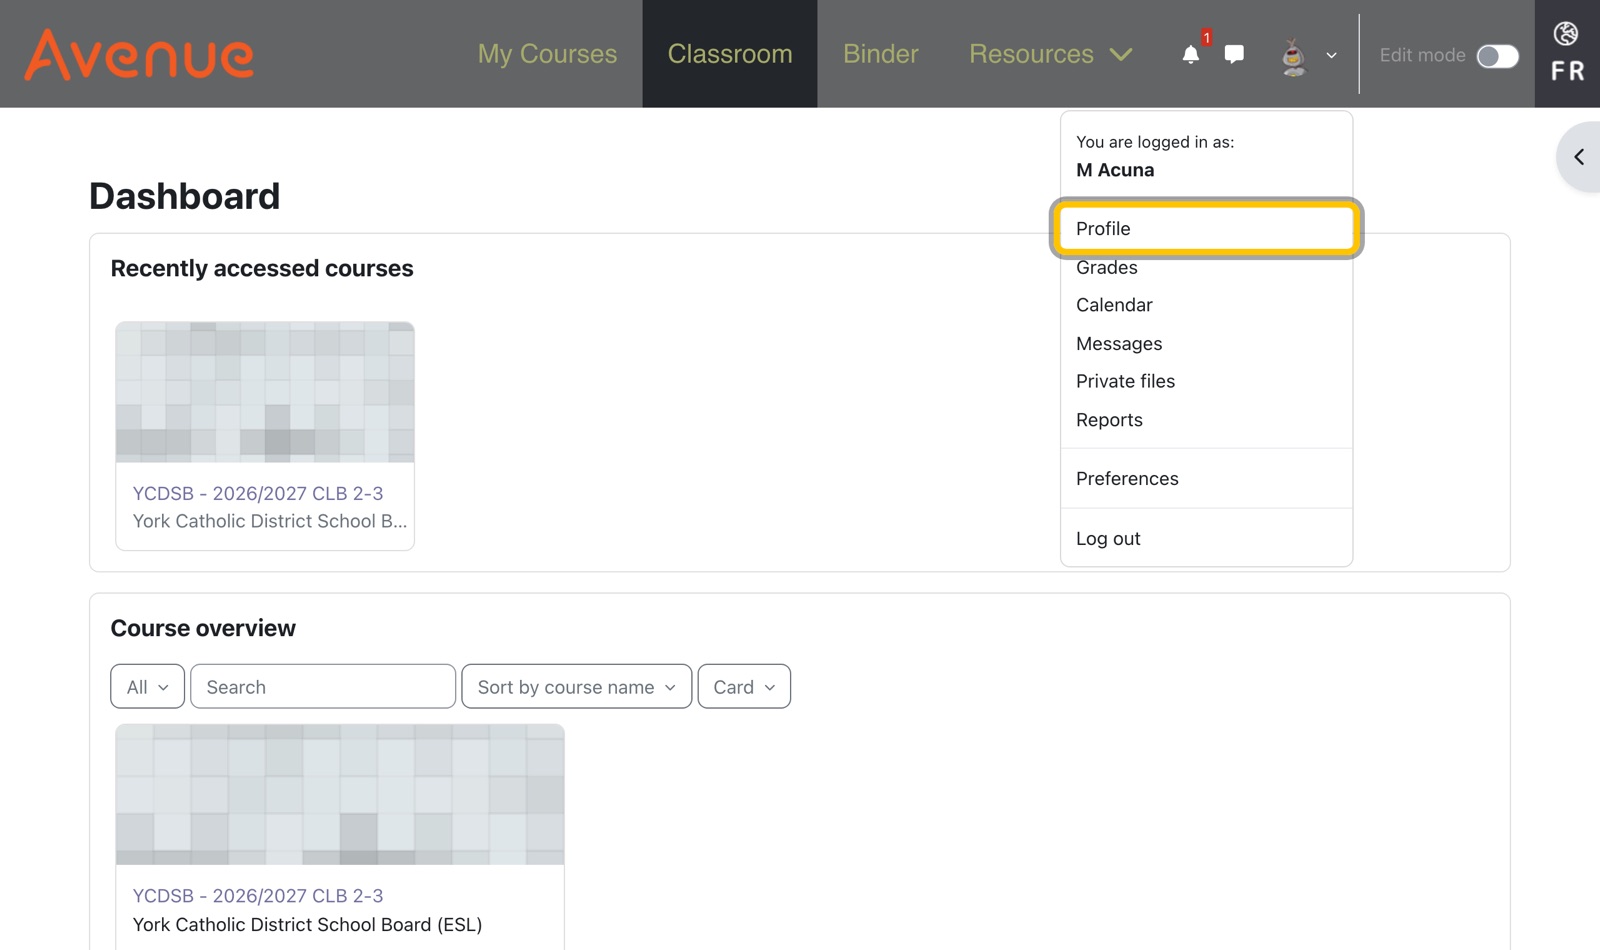 Avenue
My Courses
Classroom
Binder
Resources
1
Edit mode
FR
You are logged in as:
M Acuna
Profile
Grades
Calendar
Messages
Private files
Reports
Preferences
Log out
Dashboard
Recently accessed courses
YCDSB - 2026/2027 CLB 2-3
York Catholic District School B...
Course overview
All
Search
Sort by course name
Card
YCDSB - 2026/2027 CLB 2-3
York Catholic District School Board (ESL)